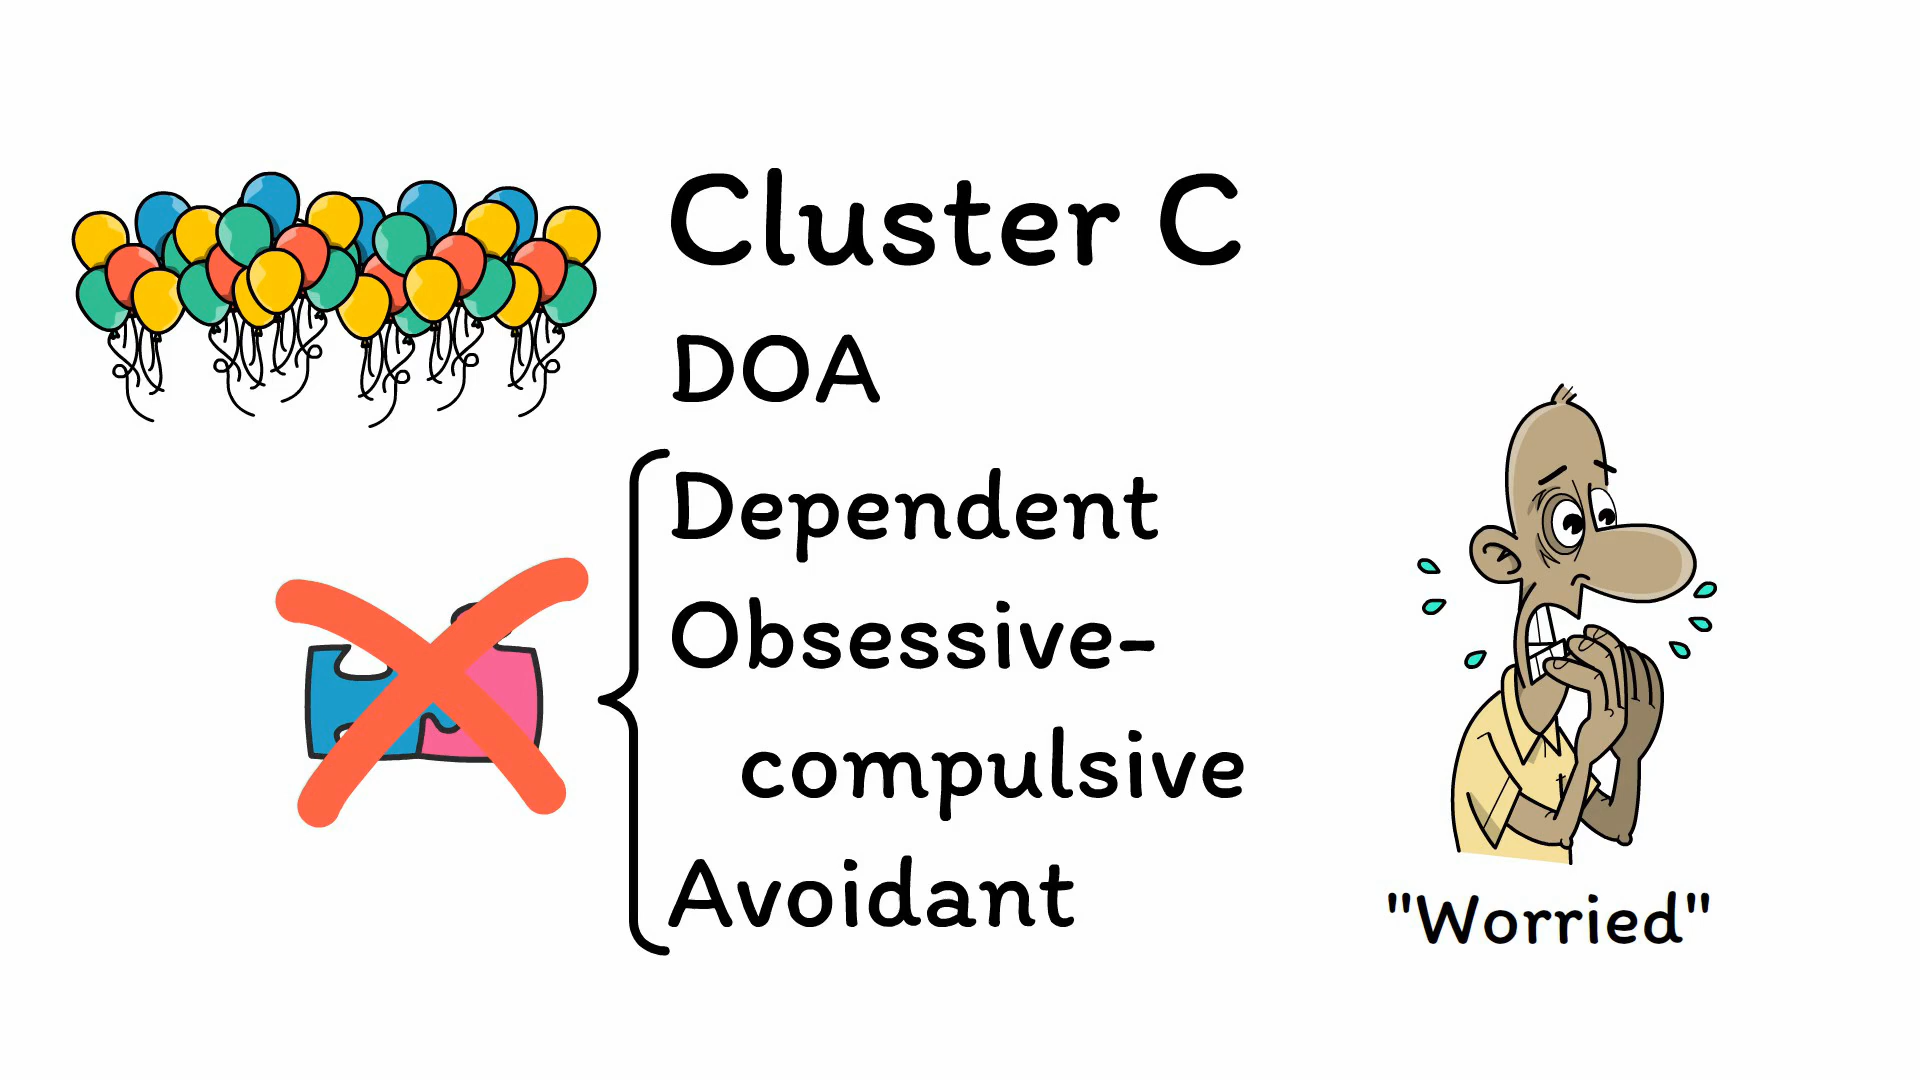 Cluster C
DOA
Dependent
Obsessive-
compulsive
Avoidant
"Worried"